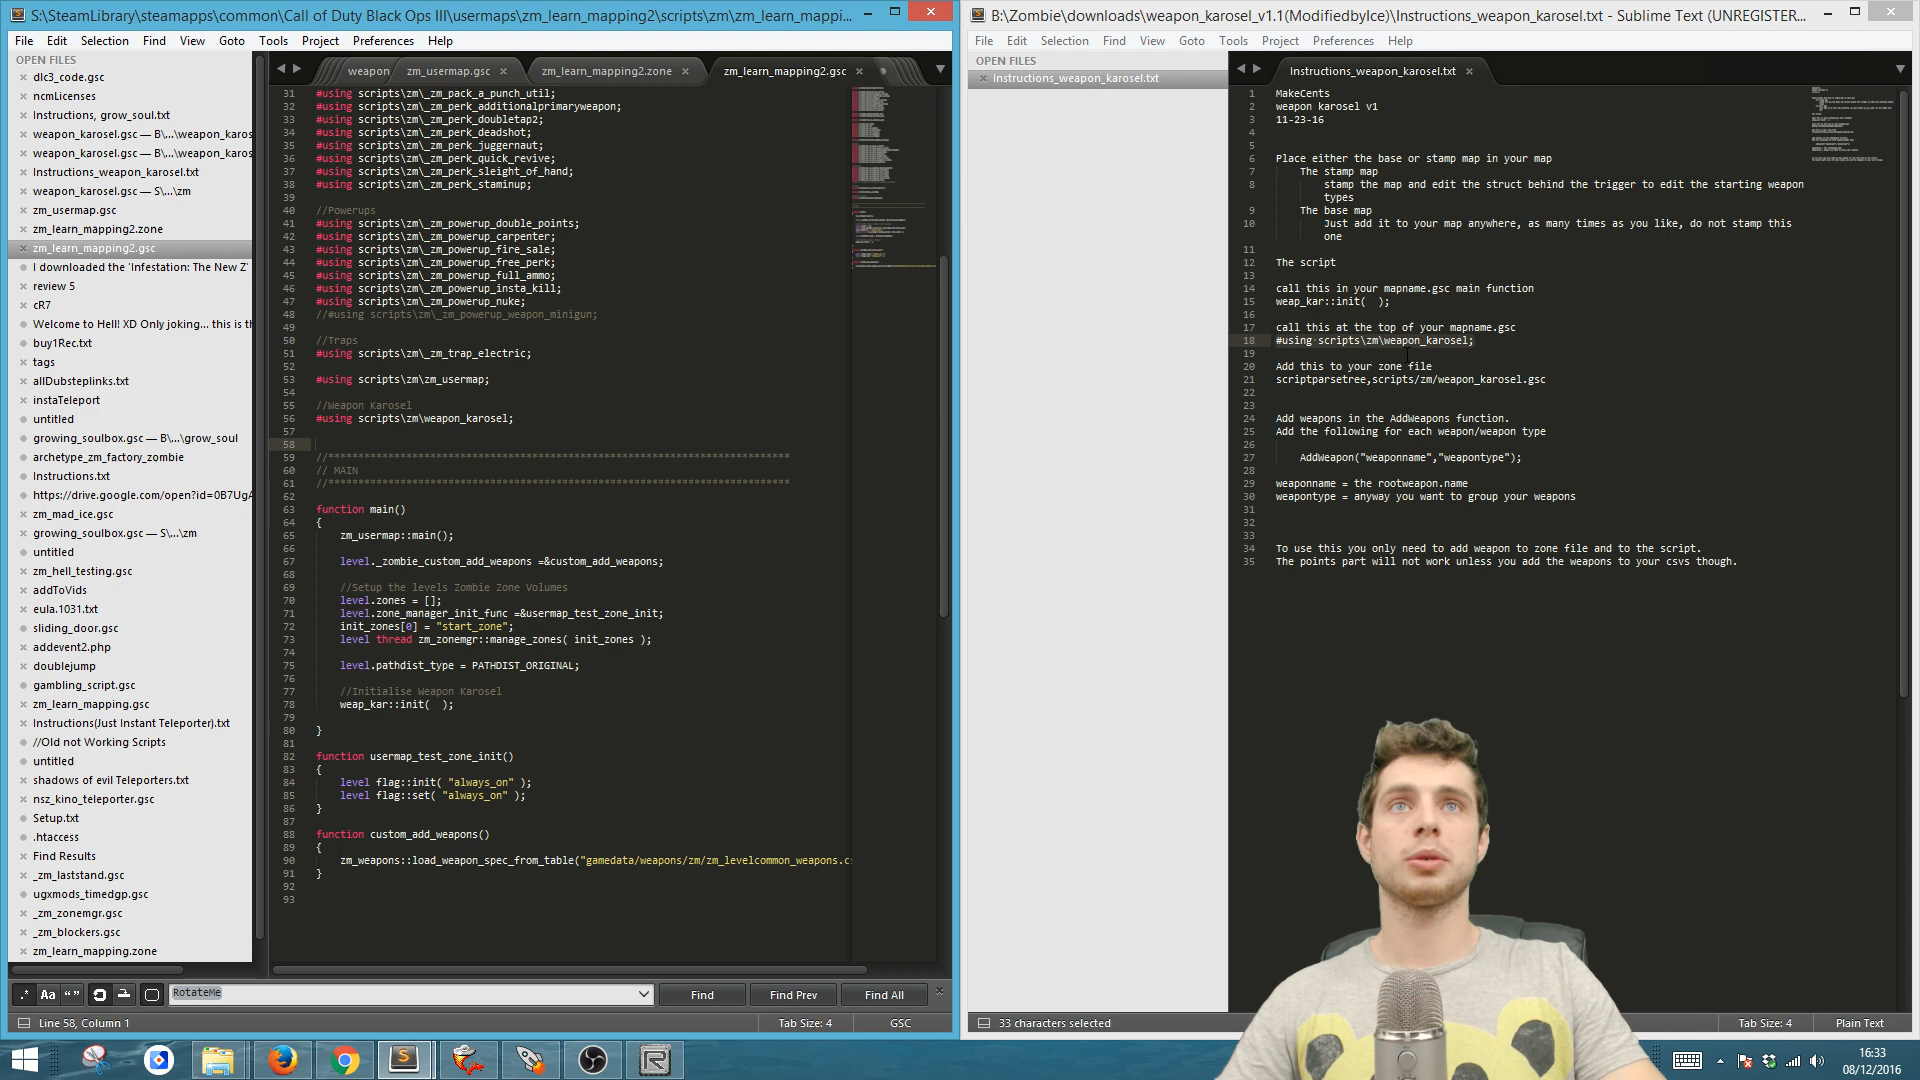 S:\SteamLibrary\steamapps\common\Call of Duty Black Ops III\usermaps\zm_learn_mapping2\scripts\zm\zm_learn_mappi...
File Edit Selection Find View Goto Tools Project Preferences Help
OPEN FILES
dlc3_code.gsc
ncmLicenses
Instructions, grow_soul.txt
weapon_karosel.gsc — B\...\weapon_karos
weapon_karosel.gsc — B\...\weapon_karos
Instructions_weapon_karosel.txt
weapon_karosel.gsc — S\...\zm
zm_usermap.gsc
zm_learn_mapping2.zone
zm_learn_mapping2.gsc
I downloaded the 'Infestation: The New Z'
review 5
cR7
Welcome to Hell! XD Only joking... this is th
buy1Rec.txt
tags
allDubsteplinks.txt
instaTeleport
untitled
growing_soulbox.gsc — B\...\grow_soul
archetype_zm_factory_zombie
Instructions.txt
https://drive.google.com/open?id=0B7UgA
zm_mad_ice.gsc
growing_soulbox.gsc — S\...\zm
untitled
zm_hell_testing.gsc
addToVids
eula.1031.txt
sliding_door.gsc
addevent2.php
doublejump
gambling_script.gsc
zm_learn_mapping.gsc
Instructions(Just Instant Teleporter).txt
//Old not Working Scripts
untitled
shadows of evil Teleporters.txt
nsz_kino_teleporter.gsc
Setup.txt
.htaccess
Find Results
_zm_laststand.gsc
ugxmods_timedgp.gsc
_zm_zonemgr.gsc
_zm_blockers.gsc
zm_learn_mapping.zone
weapon zm_usermap.gsc zm_learn_mapping2.zone zm_learn_mapping2.gsc
31 #using scripts\zm\_zm_pack_a_punch_util;
32 #using scripts\zm\_zm_perk_additionalprimaryweapon;
33 #using scripts\zm\_zm_perk_doubletap2;
34 #using scripts\zm\_zm_perk_deadshot;
35 #using scripts\zm\_zm_perk_juggernaut;
36 #using scripts\zm\_zm_perk_quick_revive;
37 #using scripts\zm\_zm_perk_sleight_of_hand;
38 #using scripts\zm\_zm_perk_staminup;
39
40 //Powerups
41 #using scripts\zm\_zm_powerup_double_points;
42 #using scripts\zm\_zm_powerup_carpenter;
43 #using scripts\zm\_zm_powerup_fire_sale;
44 #using scripts\zm\_zm_powerup_free_perk;
45 #using scripts\zm\_zm_powerup_full_ammo;
46 #using scripts\zm\_zm_powerup_insta_kill;
47 #using scripts\zm\_zm_powerup_nuke;
48 //#using scripts\zm\_zm_powerup_weapon_minigun;
49
50 //Traps
51 #using scripts\zm\_zm_trap_electric;
52
53 #using scripts\zm\zm_usermap;
54
55 //Weapon Karosel
56 #using scripts\zm\weapon_karosel;
57
58
59 //*****************************************************************************
60 // MAIN
61 //*****************************************************************************
62
63 function main()
64 {
65 zm_usermap::main();
66
67 level._zombie_custom_add_weapons =&custom_add_weapons;
68
69 //Setup the levels Zombie Zone Volumes
70 level.zones = [];
71 level.zone_manager_init_func =&usermap_test_zone_init;
72 init_zones[0] = "start_zone";
73 level thread zm_zonemgr::manage_zones( init_zones );
74
75 level.pathdist_type = PATHDIST_ORIGINAL;
76
77 //Initialise Weapon Karosel
78 weap_kar::init(  );
79
80 }
81
82 function usermap_test_zone_init()
83 {
84 level flag::init( "always_on" );
85 level flag::set( "always_on" );
86 }
87
88 function custom_add_weapons()
89 {
90 zm_weapons::load_weapon_spec_from_table("gamedata/weapons/zm/zm_levelcommon_weapons.cs
91 }
92
93
.* Aa “” RotateMe Find Find Prev Find All
Line 58, Column 1 Tab Size: 4 GSC
B:\Zombie\downloads\weapon_karosel_v1.1(ModifiedbyIce)\Instructions_weapon_karosel.txt - Sublime Text (UNREGISTER...
File Edit Selection Find View Goto Tools Project Preferences Help
OPEN FILES
Instructions_weapon_karosel.txt
Instructions_weapon_karosel.txt
1 MakeCents
2 weapon karosel v1
3 11-23-16
4
5
6 Place either the base or stamp map in your map
7 The stamp map
8 stamp the map and edit the struct behind the trigger to edit the starting weapon
types
9 The base map
10 Just add it to your map anywhere, as many times as you like, do not stamp this
one
11
12 The script
13
14 call this in your mapname.gsc main function
15 weap_kar::init(  );
16
17 call this at the top of your mapname.gsc
18 #using scripts\zm\weapon_karosel;
19
20 Add this to your zone file
21 scriptparsetree,scripts/zm/weapon_karosel.gsc
22
23
24 Add weapons in the AddWeapons function.
25 Add the following for each weapon/weapon type
26
27 AddWeapon("weaponname","weapontype");
28
29 weaponname = the rootweapon.name
30 weapontype = anyway you want to group your weapons
31
32
33
34 To use this you only need to add weapon to zone file and to the script.
35 The points part will not work unless you add the weapons to your csvs though.
33 characters selected Tab Size: 4 Plain Text
16:33
08/12/2016